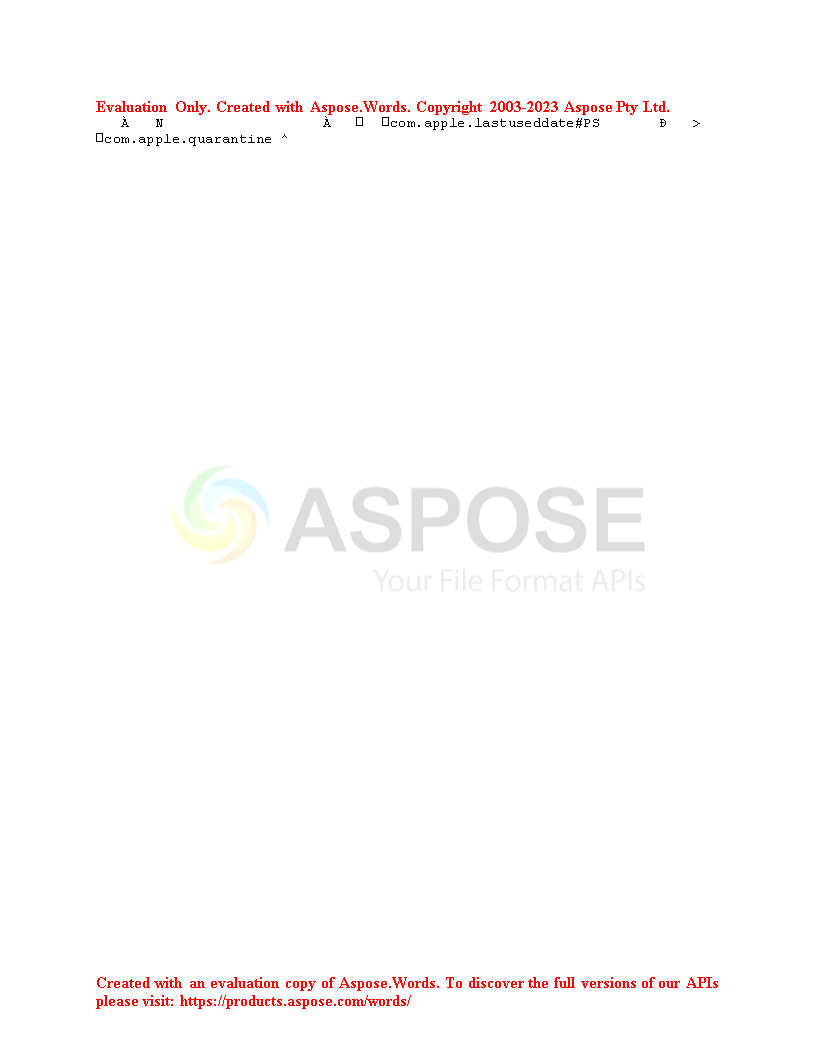 Evaluation Only. Created with Aspose.Words. Copyright 2003-2023 Aspose Pty Ltd.
À N À □ □com.apple.lastuseddate#PS Ð >
□com.apple.quarantine ^
ASPOSE
Your File Format APIs
Created with an evaluation copy of Aspose.Words. To discover the full versions of our APIs
please visit: https://products.aspose.com/words/